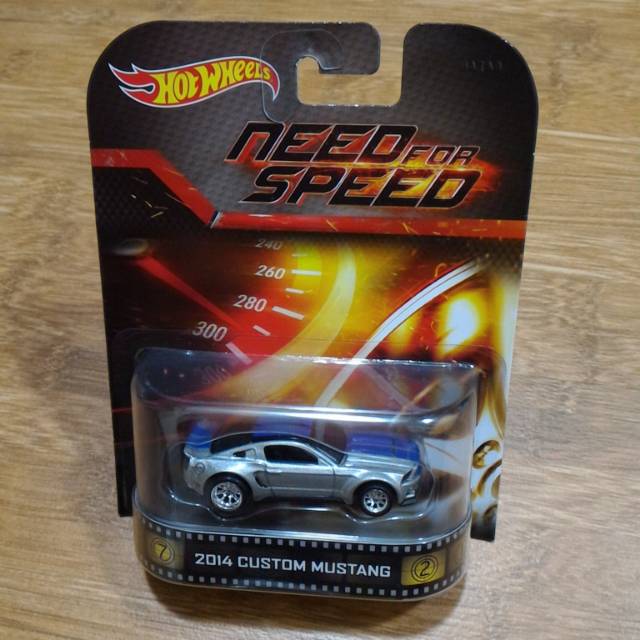 HOT WHEELS
NEED FOR
SPEED
240
260
280
300
7
2014 CUSTOM MUSTANG
2